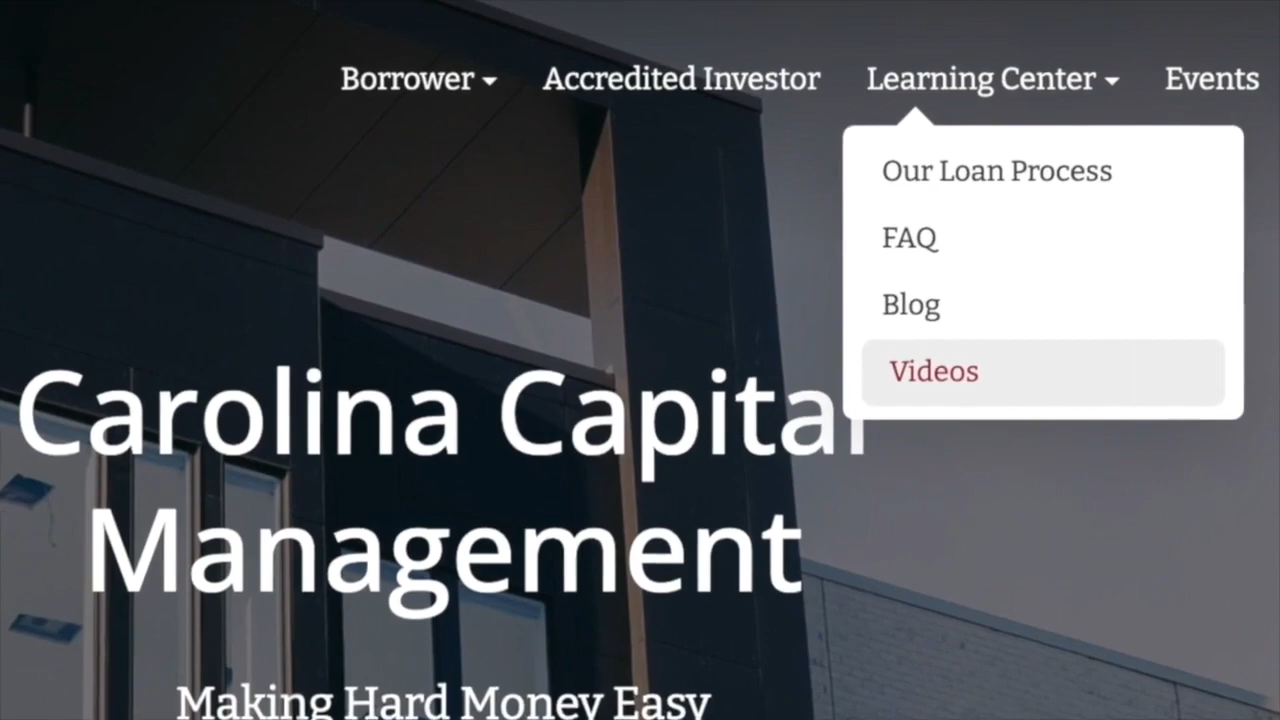 Borrower Accredited Investor Learning Center Events
Our Loan Process
FAQ
Blog
Videos
Carolina Capital
Management
Making Hard Money Easy